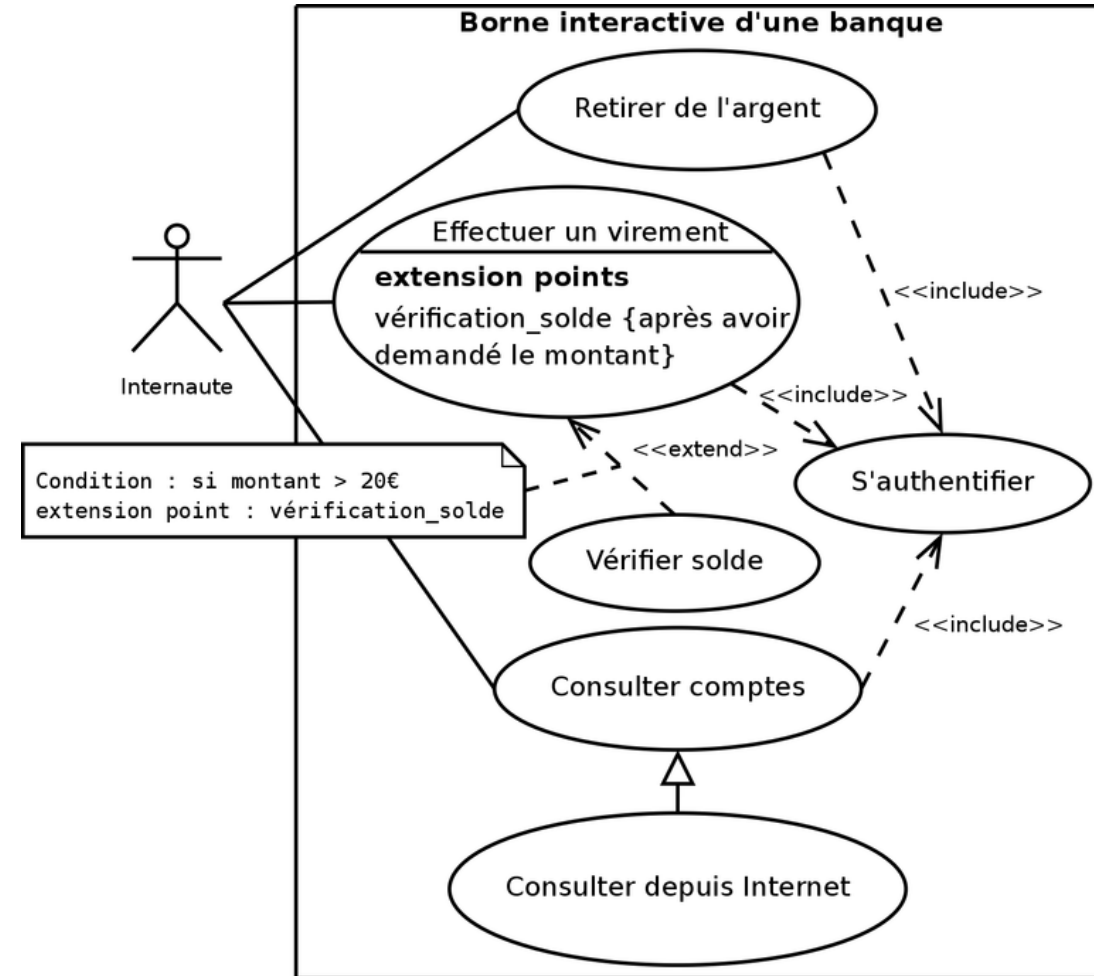 Borne interactive d'une banque
Retirer de l'argent
Effectuer un virement
extension points
vérification_solde {après avoir
demandé le montant}
<<include>>
Internaute
<<include>>
<<extend>>
Condition : si montant > 20€
extension point : vérification_solde
S'authentifier
Vérifier solde
<<include>>
Consulter comptes
Consulter depuis Internet